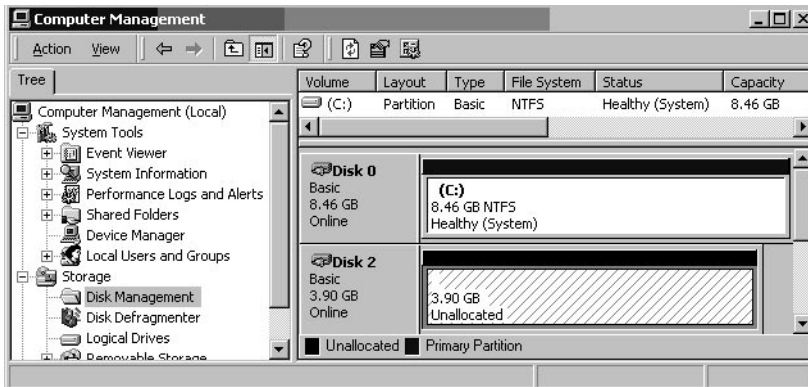 Computer Management
Action View
Tree
Computer Management (Local)
System Tools
Event Viewer
System Information
Performance Logs and Alerts
Shared Folders
Device Manager
Local Users and Groups
Storage
Disk Management
Disk Defragmenter
Logical Drives
Removable Storage
Volume Layout Type File System Status Capacity
(C:) Partition Basic NTFS Healthy (System) 8.46 GB
Disk 0
Basic
8.46 GB
Online
(C:)
8.46 GB NTFS
Healthy (System)
Disk 2
Basic
3.90 GB
Online
3.90 GB
Unallocated
Unallocated Primary Partition